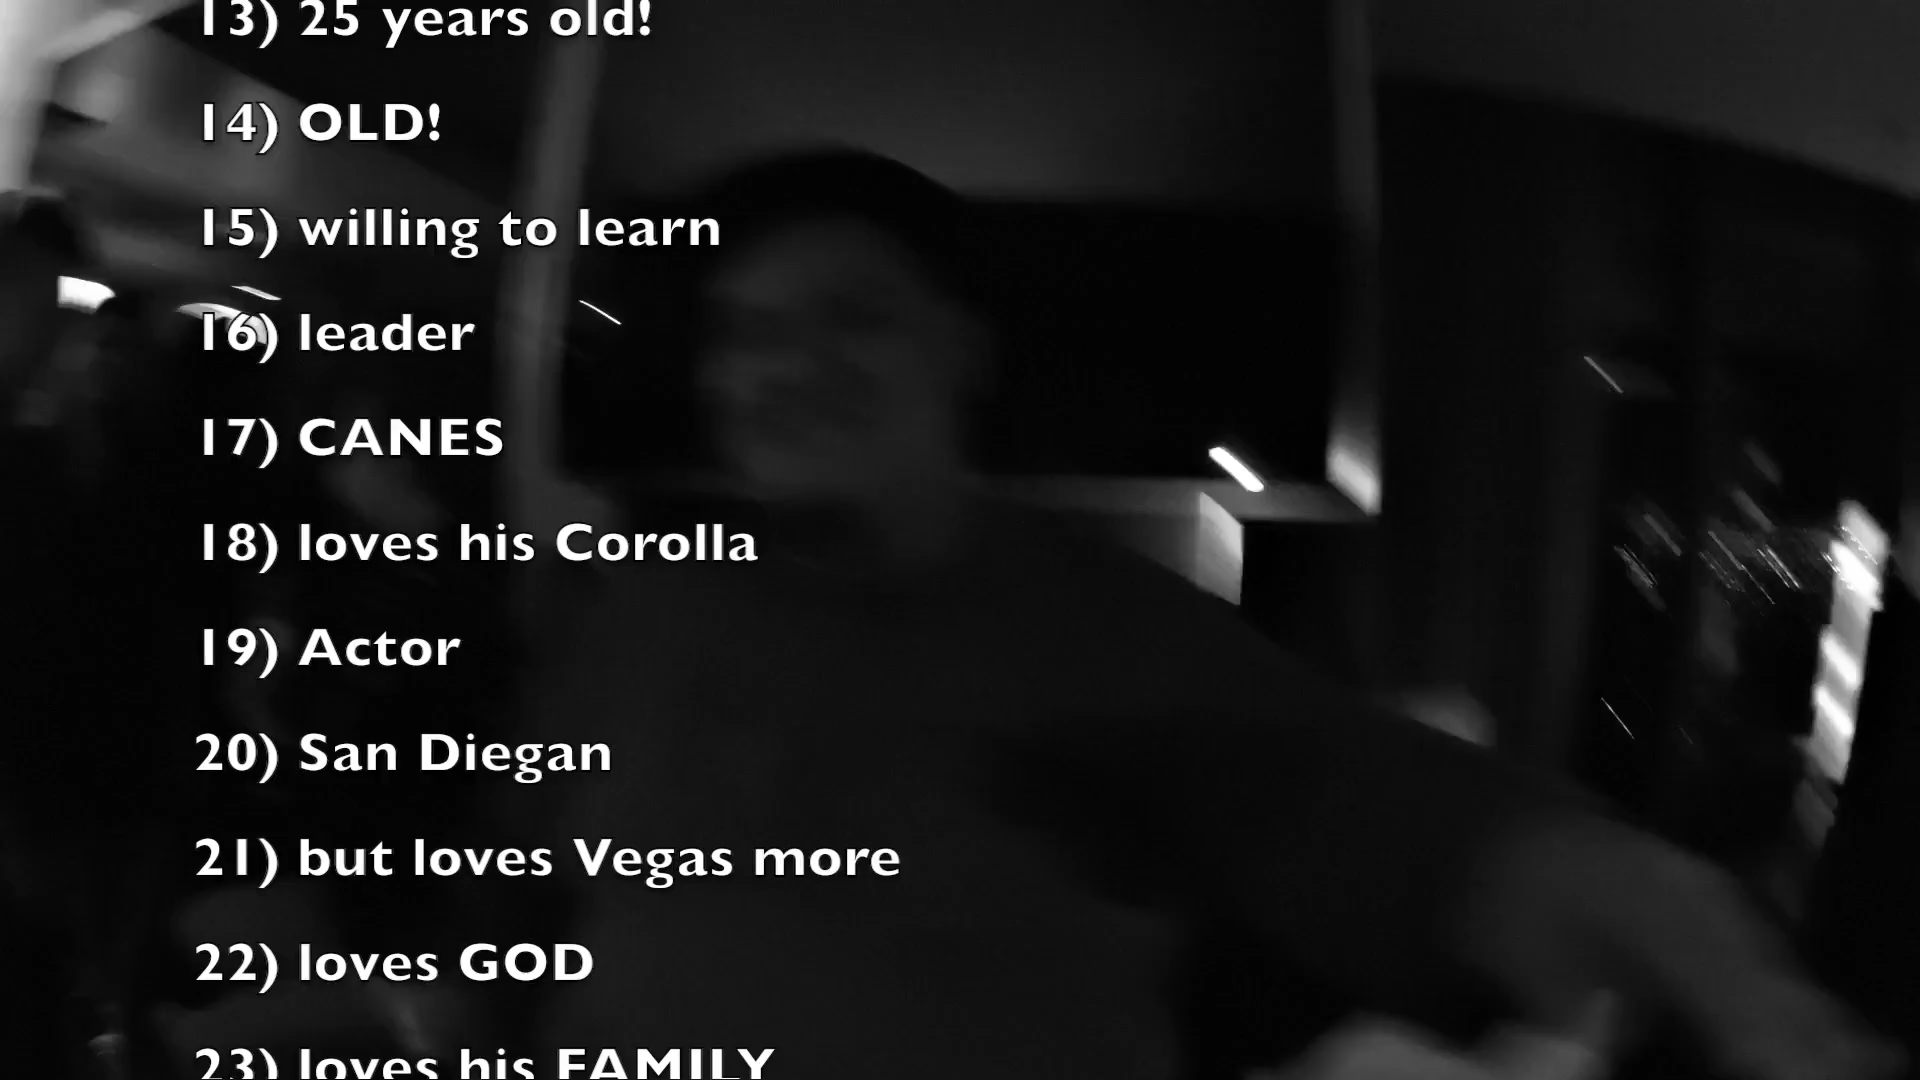 13) 25 years old!
14) OLD!
15) willing to learn
16) leader
17) CANES
18) loves his Corolla
19) Actor
20) San Diegan
21) but loves Vegas more
22) loves GOD
23) loves his FAMILY